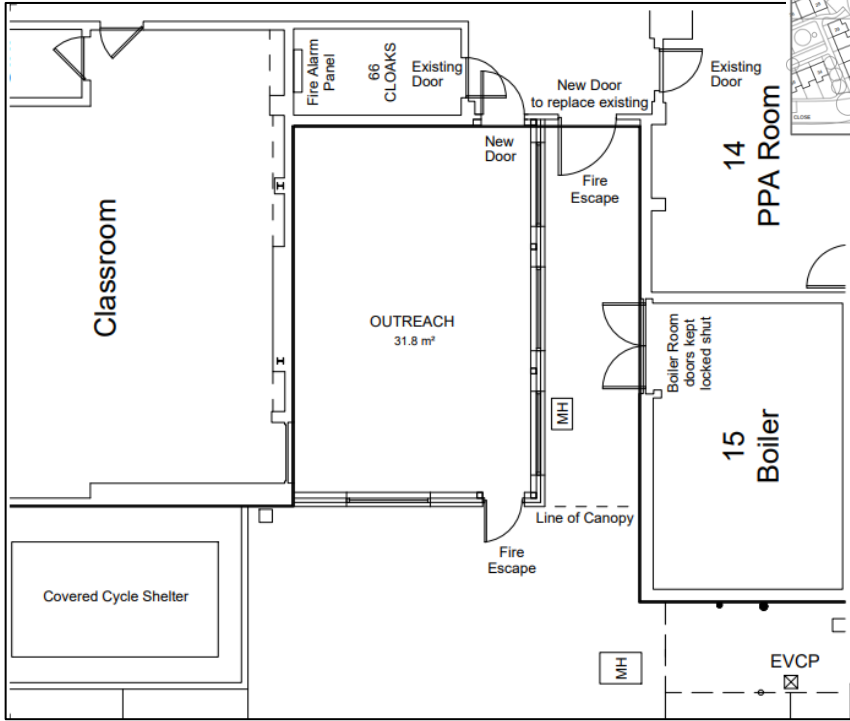 Fire Alarm
Panel
66
CLOAKS
Existing
Door
New Door
to replace existing
Existing
Door
CLOSE
New
Door
Fire
Escape
14
PPA Room
Classroom
OUTREACH
31.8 m²
Boiler Room
doors kept
locked shut
MH
15
Boiler
Line of Canopy
Fire
Escape
Covered Cycle Shelter
MH
EVCP